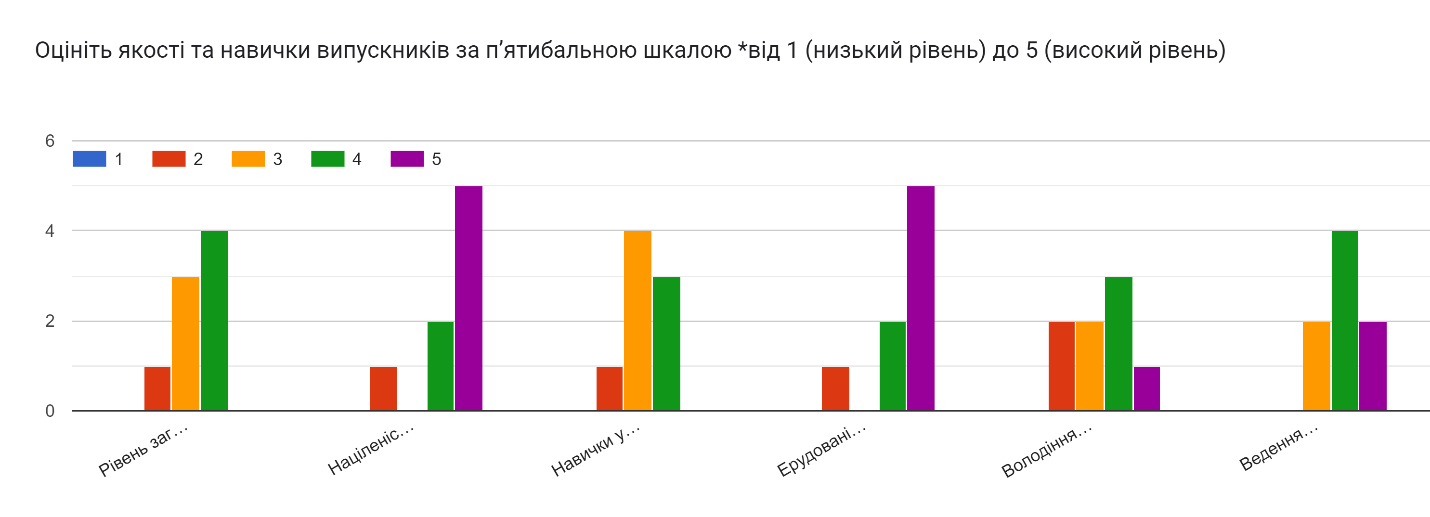 Оцініть якості та навички випускників за п’ятибальною шкалою *від 1 (низький рівень) до 5 (високий рівень)
6
1 2 3 4 5
4
2
0
Рівень заг…
Націленіс…
Навички у…
Ерудовані…
Володіння…
Ведення…